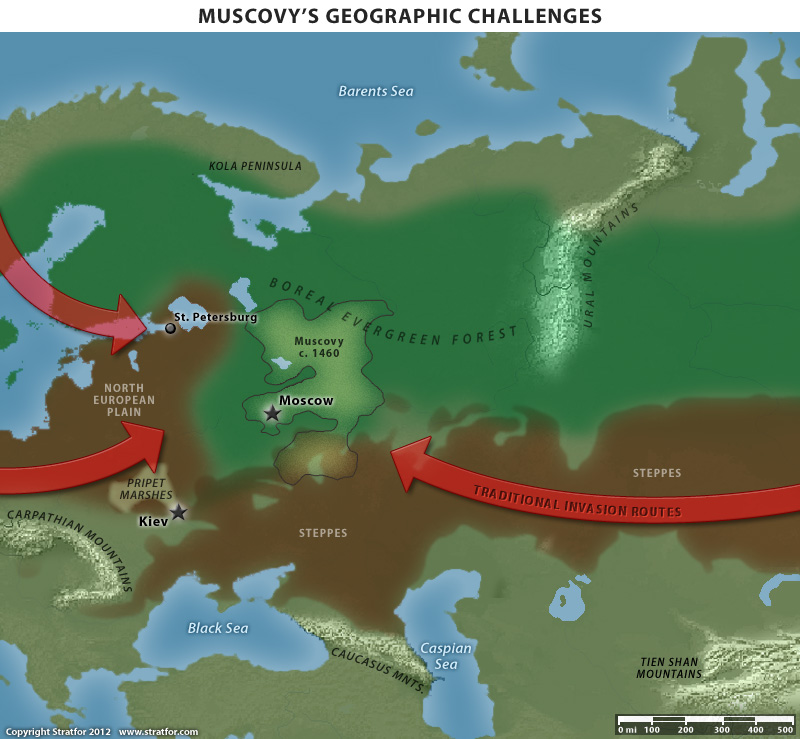 MUSCOVY'S GEOGRAPHIC CHALLENGES
Barents Sea
KOLA PENINSULA
URAL MOUNTAINS
BOREAL EVERGREEN FOREST
St. Petersburg
Muscovy
c. 1460
NORTH
EUROPEAN
PLAIN
Moscow
STEPPES
PRIPET
MARSHES
TRADITIONAL INVASION ROUTES
Kiev
CARPATHIAN MOUNTAINS
STEPPES
Black Sea
CAUCASUS MNTS.
Caspian
Sea
TIEN SHAN
MOUNTAINS
0 mi 100 200 300 400 500
Copyright Stratfor 2012 www.stratfor.com